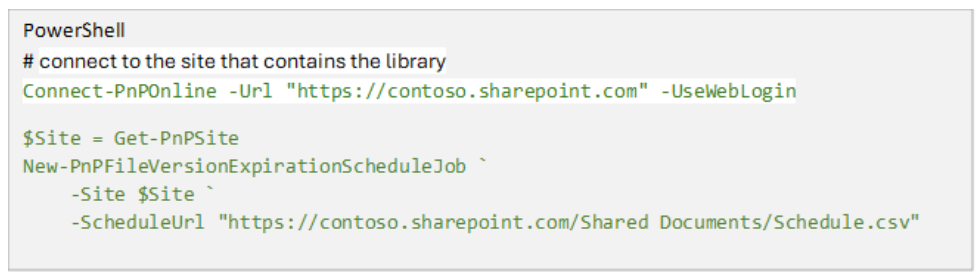 PowerShell
# connect to the site that contains the library
Connect-PnPOnline -Url "https://contoso.sharepoint.com" -UseWebLogin
$Site = Get-PnPSite
New-PnPFileVersionExpirationScheduleJob `
    -Site $Site `
    -ScheduleUrl "https://contoso.sharepoint.com/Shared Documents/Schedule.csv"